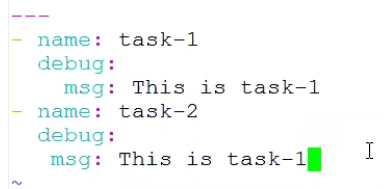 ---
- name: task-1
  debug:
    msg: This is task-1
- name: task-2
  debug:
   msg: This is task-1
~